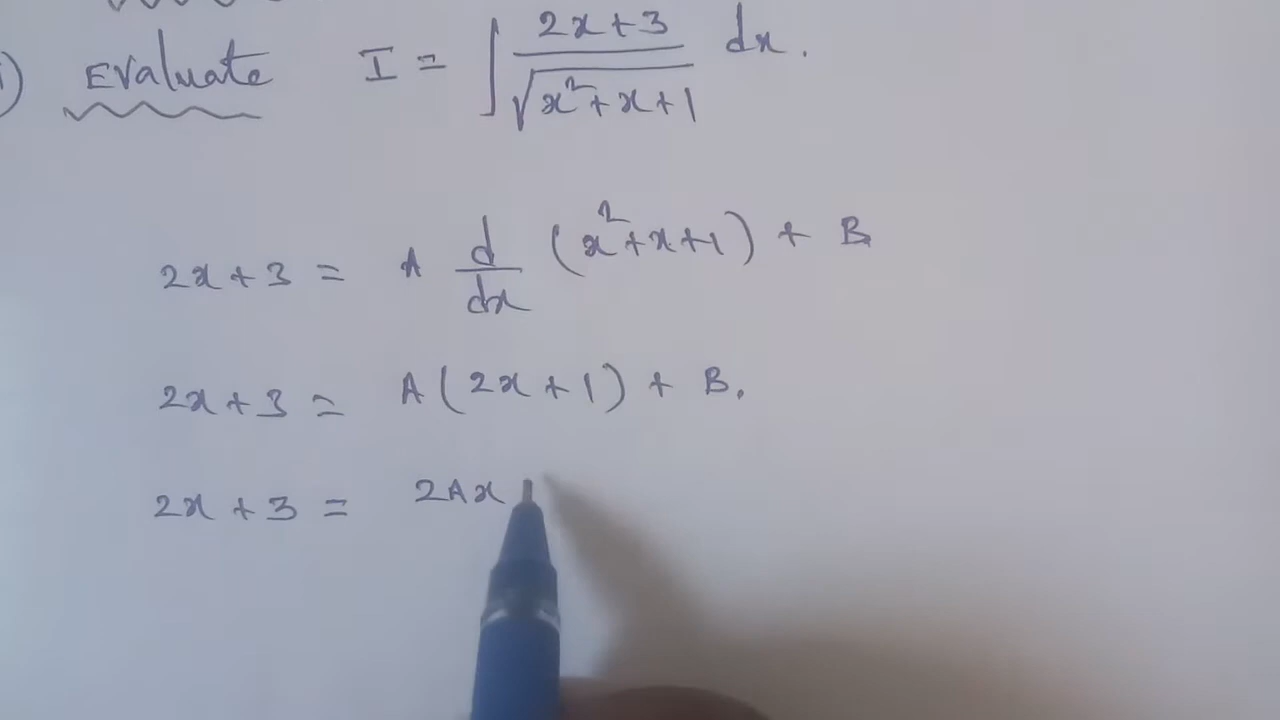 i) Evaluate I = ∫ (2x+3)/√(x²+x+1) dx.
2x+3 = A d/dx (x²+x+1) + B
2x+3 = A(2x+1) + B.
2x+3 = 2Ax